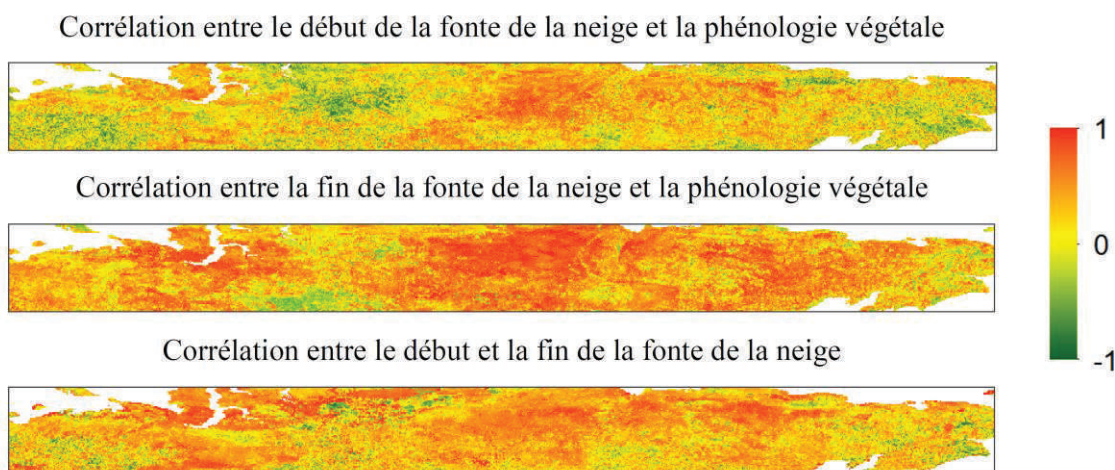 Corrélation entre le début de la fonte de la neige et la phénologie végétale
1
Corrélation entre la fin de la fonte de la neige et la phénologie végétale
0
Corrélation entre le début et la fin de la fonte de la neige
-1